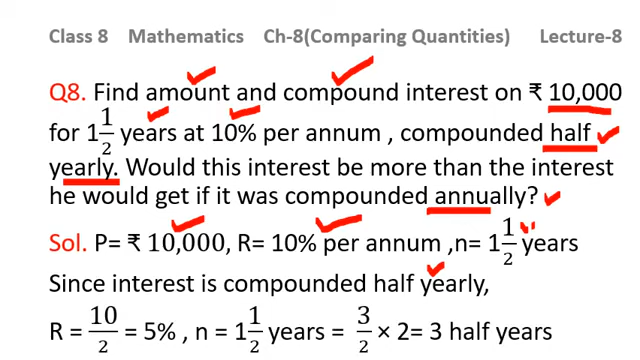 Class 8 Mathematics Ch-8(Comparing Quantities) Lecture-8
Q8. Find amount and compound interest on ₹ 10,000
for 1 1/2 years at 10% per annum , compounded half
yearly. Would this interest be more than the interest
he would get if it was compounded annually?
Sol. P= ₹ 10,000, R= 10% per annum ,n= 1 1/2 years
Since interest is compounded half yearly,
R = 10/2 = 5% , n = 1 1/2 years = 3/2 × 2= 3 half years